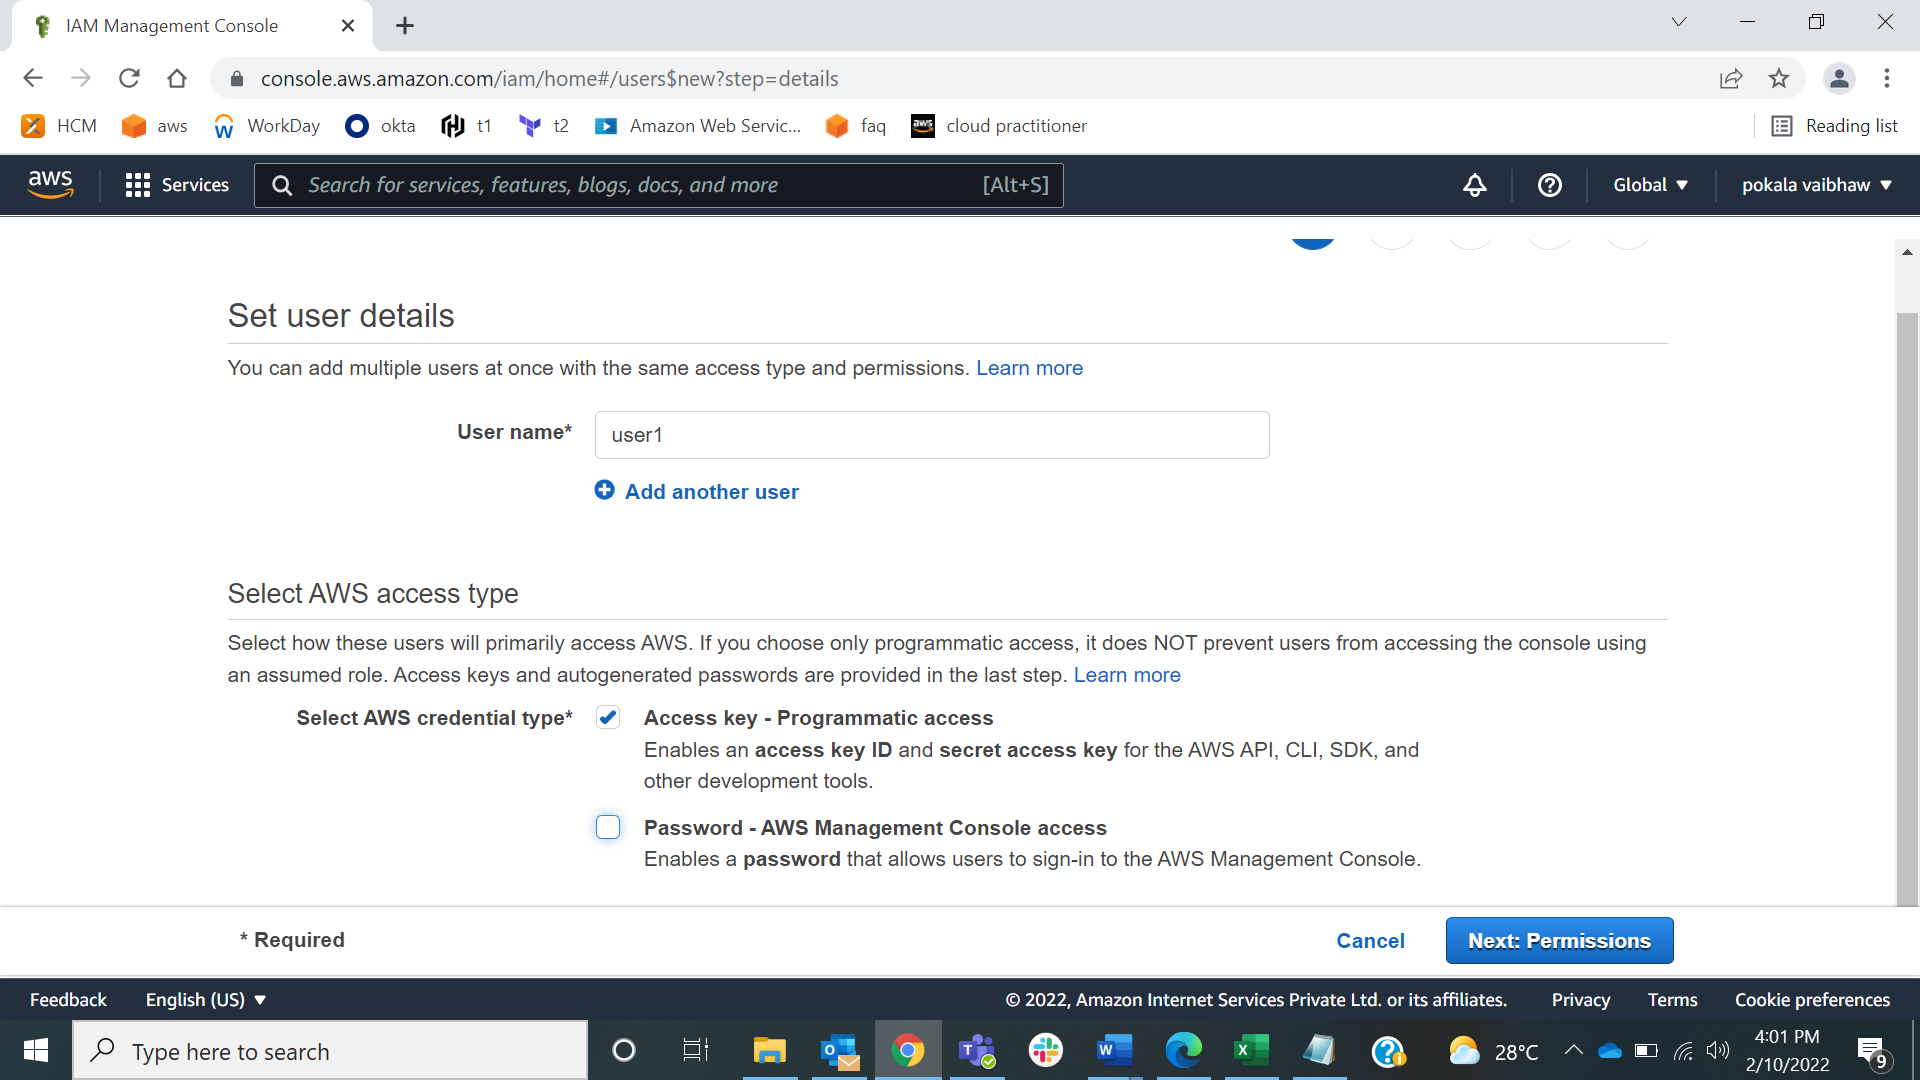 IAM Management Console
console.aws.amazon.com/iam/home#/users$new?step=details
HCM aws WorkDay okta t1 t2 Amazon Web Servic... faq aws cloud practitioner Reading list
aws Services Search for services, features, blogs, docs, and more [Alt+S] Global pokala vaibhaw
Set user details
You can add multiple users at once with the same access type and permissions. Learn more
User name* user1
Add another user
Select AWS access type
Select how these users will primarily access AWS. If you choose only programmatic access, it does NOT prevent users from accessing the console using
an assumed role. Access keys and autogenerated passwords are provided in the last step. Learn more
Select AWS credential type* Access key - Programmatic access
Enables an access key ID and secret access key for the AWS API, CLI, SDK, and
other development tools.
Password - AWS Management Console access
Enables a password that allows users to sign-in to the AWS Management Console.
* Required Cancel Next: Permissions
Feedback English (US) © 2022, Amazon Internet Services Private Ltd. or its affiliates. Privacy Terms Cookie preferences
Type here to search 28°C 4:01 PM
2/10/2022 9